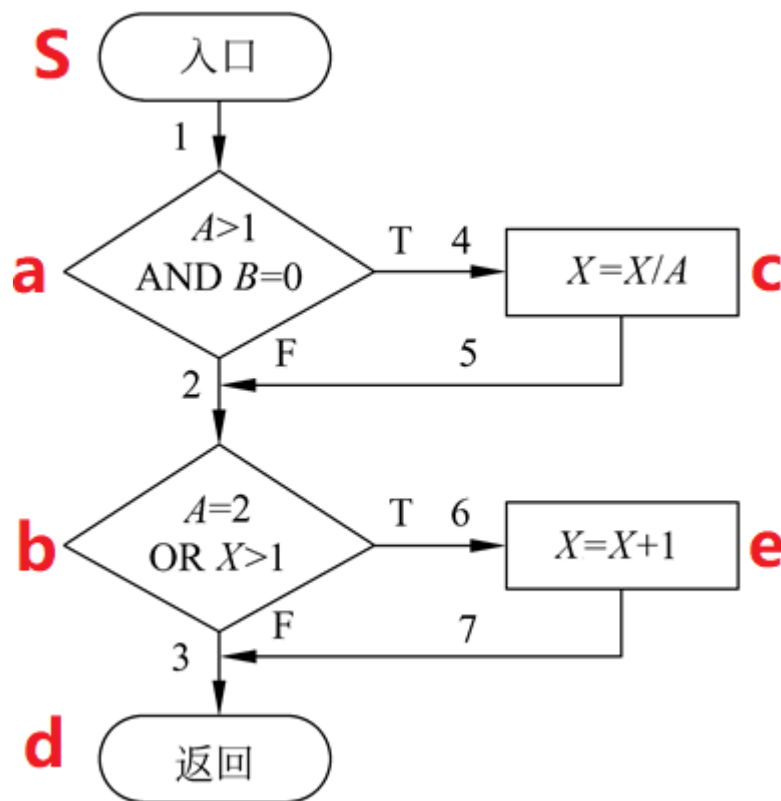 S
入口
1
a
A>1
AND B=0
T 4
X=X/A
c
F
5
2
b
A=2
OR X>1
T 6
X=X+1
e
F
7
3
d
返回